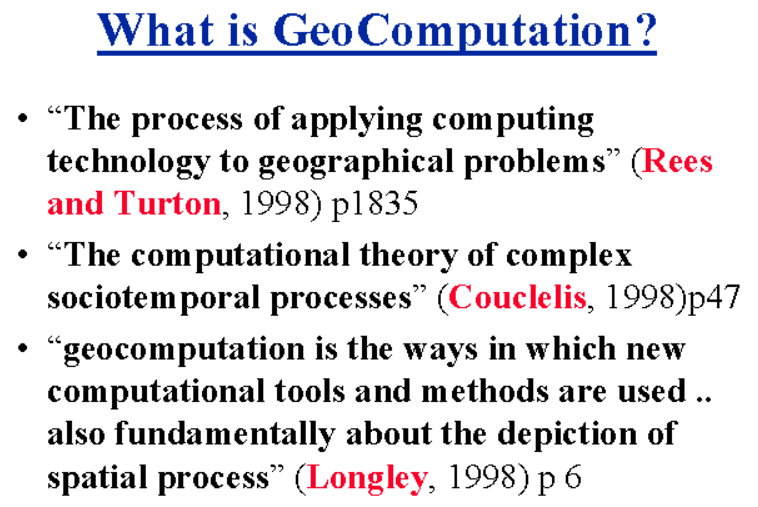 What is GeoComputation?
• “The process of applying computing
technology to geographical problems” (Rees
and Turton, 1998) p1835
• “The computational theory of complex
sociotemporal processes” (Couclelis, 1998)p47
• “geocomputation is the ways in which new
computational tools and methods are used ..
also fundamentally about the depiction of
spatial process” (Longley, 1998) p 6